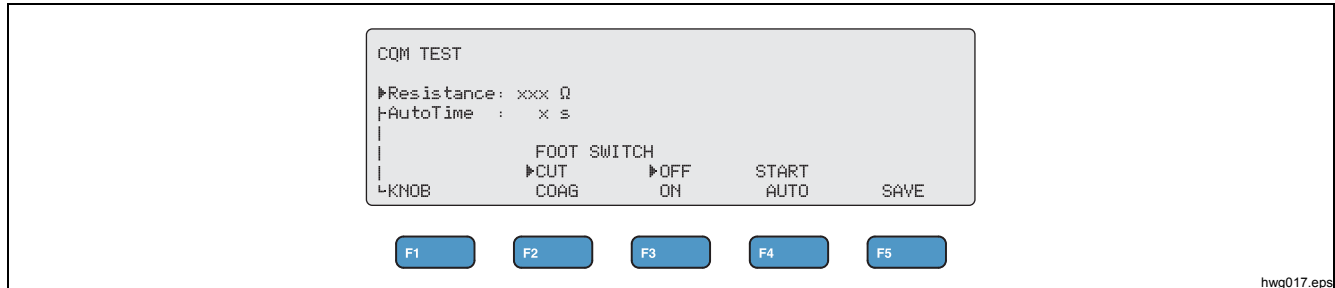 CQM TEST
▶Resistance: xxx Ω
├AutoTime : x s
FOOT SWITCH
▶CUT ▶OFF START
└KNOB COAG ON AUTO SAVE
F1 F2 F3 F4 F5
hwq017.eps